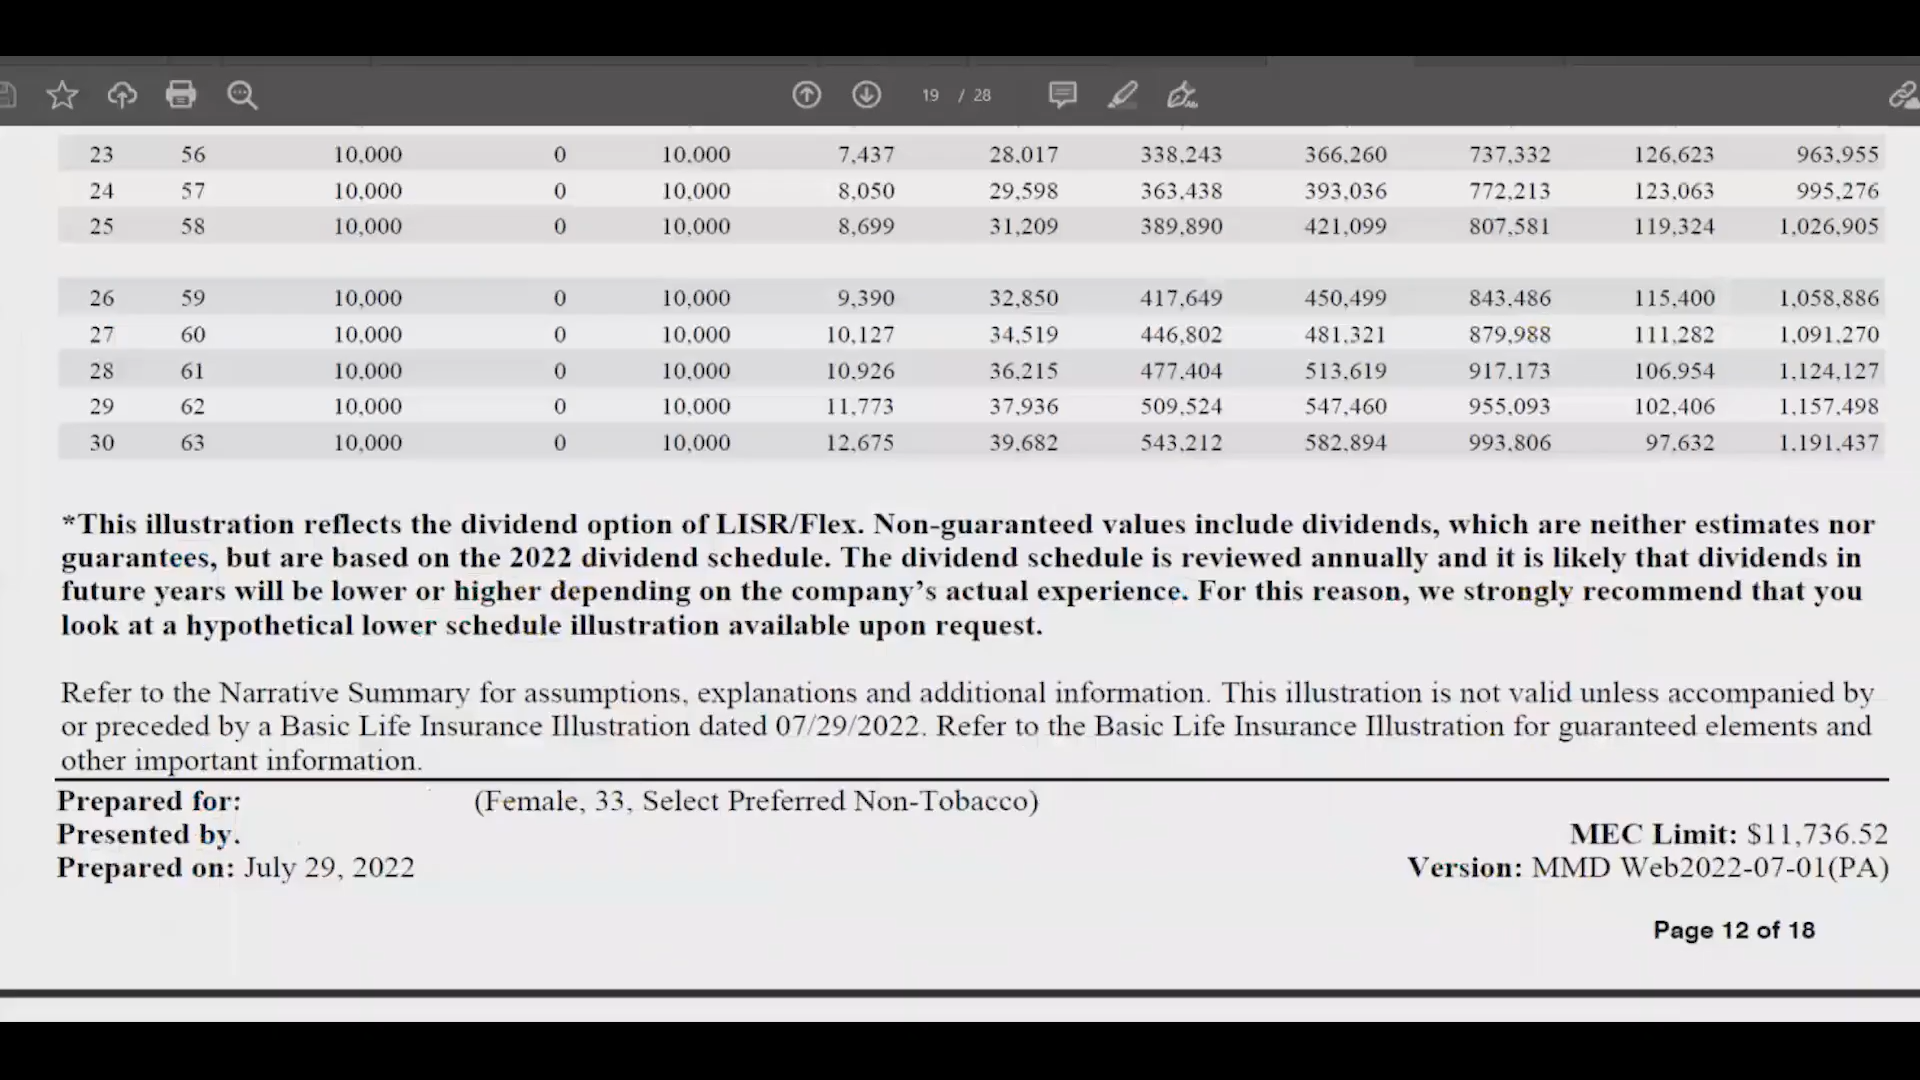 19 / 28
23 56 10,000 0 10,000 7,437 28,017 338,243 366,260 737,332 126,623 963,955
24 57 10,000 0 10,000 8,050 29,598 363,438 393,036 772,213 123,063 995,276
25 58 10,000 0 10,000 8,699 31,209 389,890 421,099 807,581 119,324 1,026,905
26 59 10,000 0 10,000 9,390 32,850 417,649 450,499 843,486 115,400 1,058,886
27 60 10,000 0 10,000 10,127 34,519 446,802 481,321 879,988 111,282 1,091,270
28 61 10,000 0 10,000 10,926 36,215 477,404 513,619 917,173 106,954 1,124,127
29 62 10,000 0 10,000 11,773 37,936 509,524 547,460 955,093 102,406 1,157,498
30 63 10,000 0 10,000 12,675 39,682 543,212 582,894 993,806 97,632 1,191,437
*This illustration reflects the dividend option of LISR/Flex. Non-guaranteed values include dividends, which are neither estimates nor
guarantees, but are based on the 2022 dividend schedule. The dividend schedule is reviewed annually and it is likely that dividends in
future years will be lower or higher depending on the company's actual experience. For this reason, we strongly recommend that you
look at a hypothetical lower schedule illustration available upon request.
Refer to the Narrative Summary for assumptions, explanations and additional information. This illustration is not valid unless accompanied by
or preceded by a Basic Life Insurance Illustration dated 07/29/2022. Refer to the Basic Life Insurance Illustration for guaranteed elements and
other important information.
Prepared for: (Female, 33, Select Preferred Non-Tobacco)
Presented by.
MEC Limit: $11,736.52
Prepared on: July 29, 2022
Version: MMD Web2022-07-01(PA)
Page 12 of 18